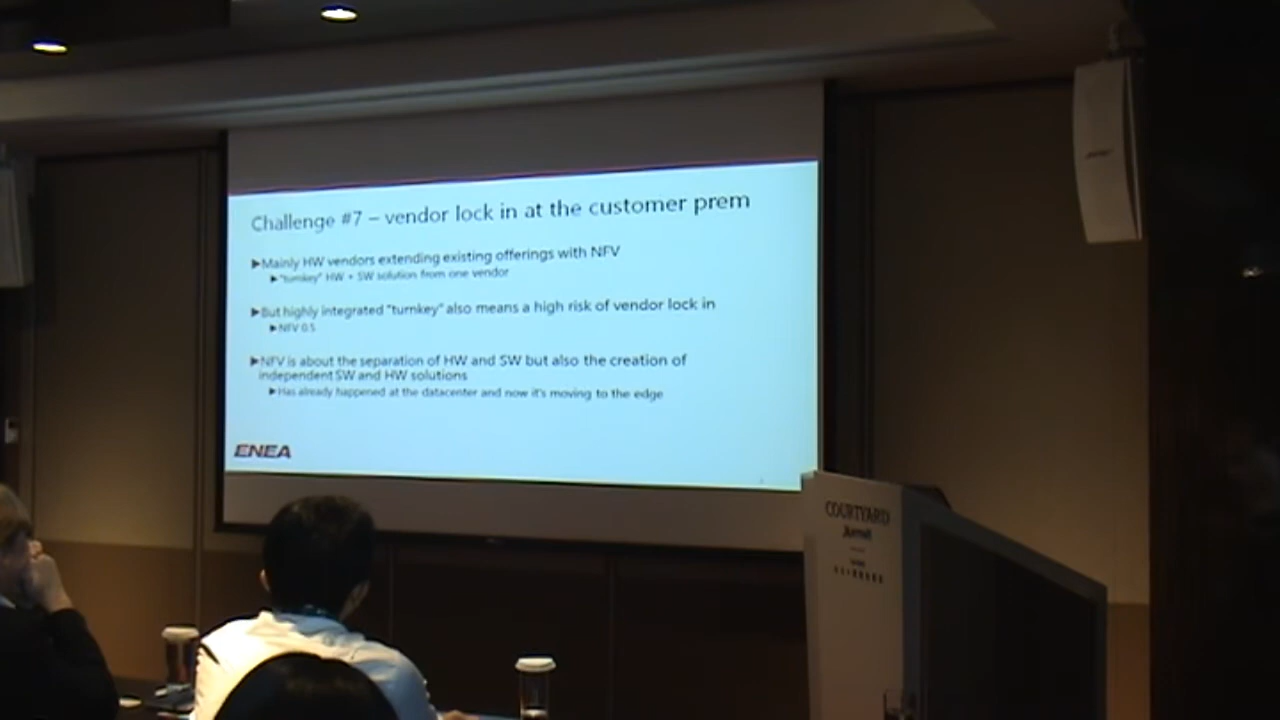 Challenge #7 – vendor lock in at the customer prem
▶Mainly HW vendors extending existing offerings with NFV
▶"turnkey" HW + SW solution from one vendor
▶But highly integrated "turnkey" also means a high risk of vendor lock in
▶NFV 0.5
▶NFV is about the separation of HW and SW but also the creation of
independent SW and HW solutions
▶Has already happened at the datacenter and now it's moving to the edge
ENEA
COURTYARD
Marriott